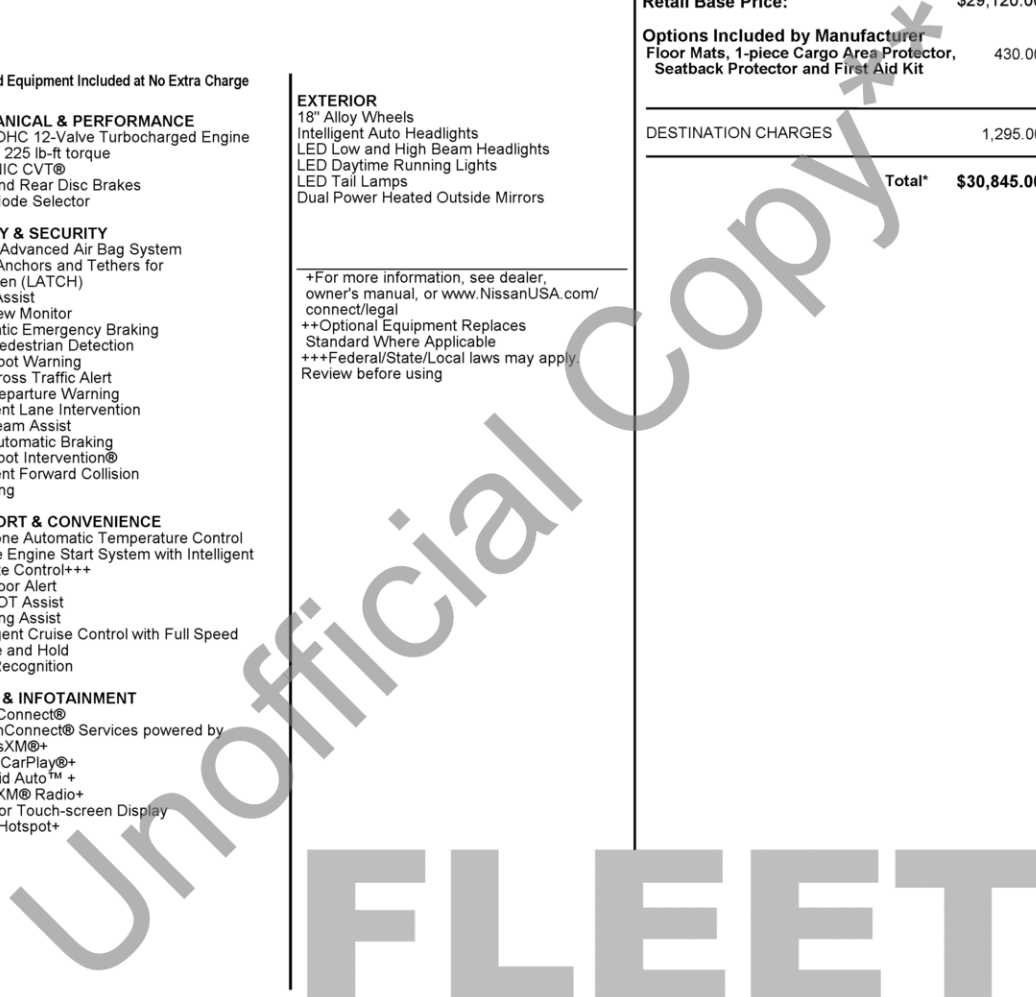 d Equipment Included at No Extra Charge
ANICAL & PERFORMANCE
OHC 12-Valve Turbocharged Engine
225 lb-ft torque
NIC CVT®
nd Rear Disc Brakes
Mode Selector
Y & SECURITY
Advanced Air Bag System
Anchors and Tethers for
en (LATCH)
Assist
ew Monitor
tic Emergency Braking
edestrian Detection
pot Warning
ross Traffic Alert
eparture Warning
nt Lane Intervention
eam Assist
utomatic Braking
pot Intervention®
nt Forward Collision
ng
ORT & CONVENIENCE
one Automatic Temperature Control
e Engine Start System with Intelligent
te Control+++
oor Alert
OT Assist
ng Assist
gent Cruise Control with Full Speed
e and Hold
Recognition
& INFOTAINMENT
Connect®
nConnect® Services powered by
sXM®+
CarPlay®+
id Auto™ +
XM® Radio+
or Touch-screen Display
Hotspot+
EXTERIOR
18" Alloy Wheels
Intelligent Auto Headlights
LED Low and High Beam Headlights
LED Daytime Running Lights
LED Tail Lamps
Dual Power Heated Outside Mirrors
+For more information, see dealer,
owner's manual, or www.NissanUSA.com/
connect/legal
++Optional Equipment Replaces
Standard Where Applicable
+++Federal/State/Local laws may apply.
Review before using
Retail Base Price: $29,120.00
Options Included by Manufacturer
Floor Mats, 1-piece Cargo Area Protector, 430.00
Seatback Protector and First Aid Kit
DESTINATION CHARGES 1,295.00
Total* $30,845.00
Unofficial Copy**
FLEET